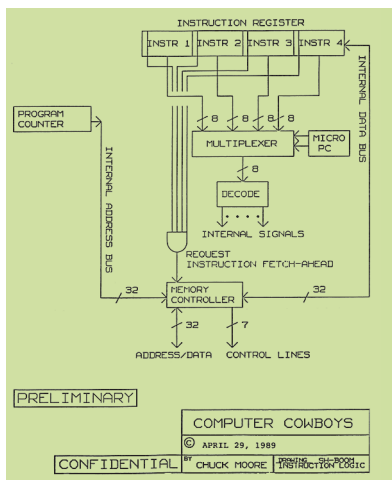 INSTRUCTION REGISTER
INSTR 1 INSTR 2 INSTR 3 INSTR 4
INTERNAL DATA BUS
PROGRAM
COUNTER
8 8 8 8
MULTIPLEXER
MICRO
PC
INTERNAL ADDRESS BUS
8
DECODE
INTERNAL SIGNALS
REQUEST
INSTRUCTION FETCH-AHEAD
32
MEMORY
CONTROLLER
32
32
7
ADDRESS/DATA CONTROL LINES
PRELIMINARY
COMPUTER COWBOYS
© APRIL 29, 1989
CONFIDENTIAL
BY CHUCK MOORE
DRAWING SH-BOOM
INSTRUCTION LOGIC